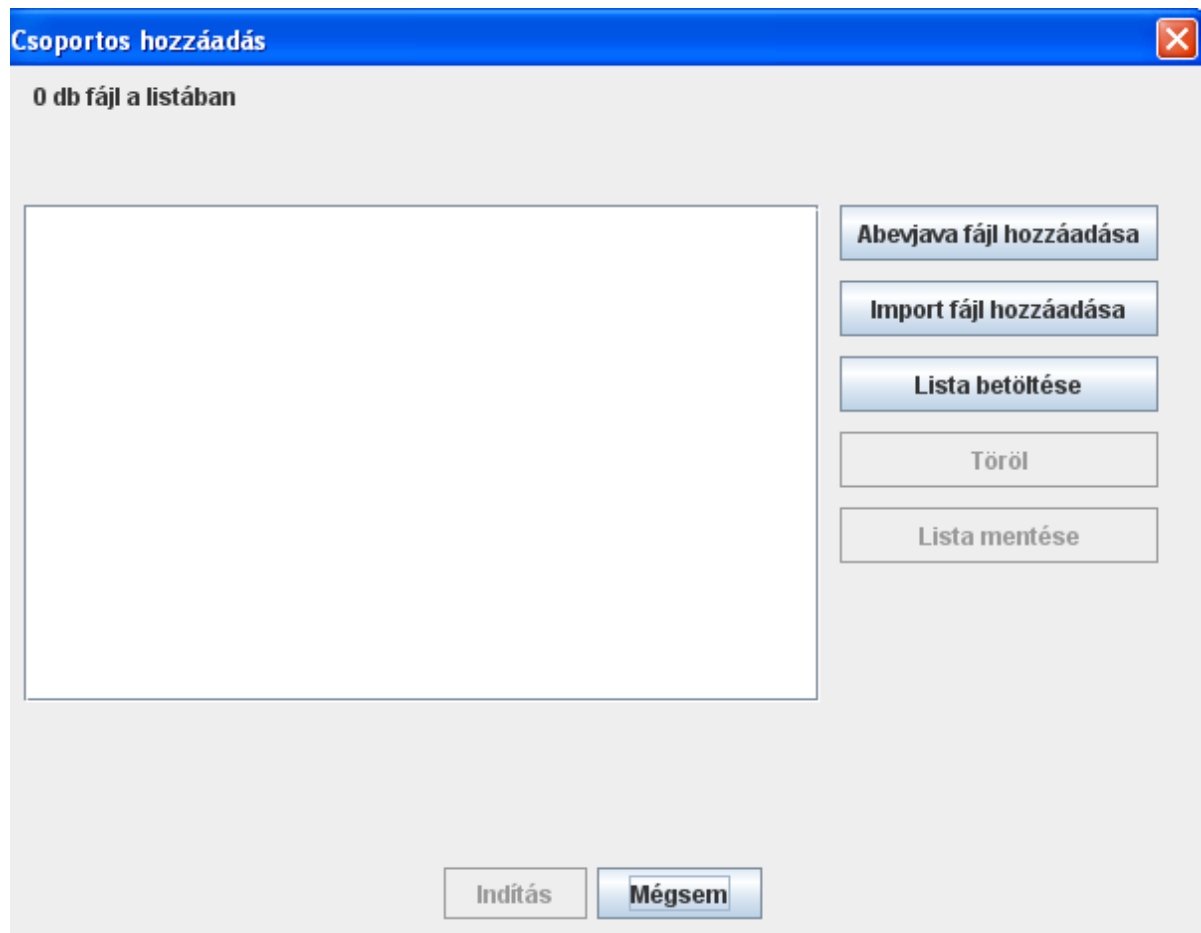 Csoportos hozzáadás
0 db fájl a listában
Abevjava fájl hozzáadása
Import fájl hozzáadása
Lista betöltése
Töröl
Lista mentése
Indítás
Mégsem